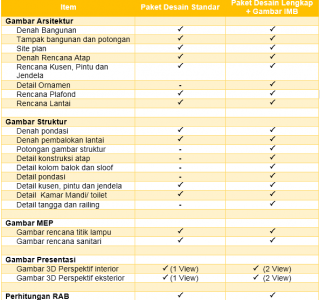 Item Paket Desain Standar Paket Desain Lengkap + Gambar IMB
Gambar Arsitektur
Denah Bangunan ✓ ✓
Tampak bangunan dan potongan ✓ ✓
Site plan ✓ ✓
Denah Rencana Atap ✓ ✓
Rencana Kusen, Pintu dan ✓ ✓
Jendela
Detail Ornamen - ✓
Rencana Plafond ✓ ✓
Rencana Lantai ✓ ✓
Gambar Struktur
Denah pondasi ✓ ✓
Denah pembalokan lantai ✓ ✓
Potongan gambar struktur - ✓
Detail konstruksi atap - ✓
Detail kolom balok dan sloof - ✓
Detail pondasi - ✓
Detail kusen, pintu dan jendela ✓ ✓
Detail Kamar Mandi/ toilet ✓ ✓
Detail tangga dan railing - ✓
Gambar MEP
Gambar rencana titik lampu ✓ ✓
Gambar rencana sanitari ✓ ✓
Gambar Presentasi
Gambar 3D Perspektif interior ✓ (1 View) ✓ (2 View)
Gambar 3D Perspektif eksterior ✓ (1 View) ✓ (2 View)
Perhitungan RAB ✓ ✓